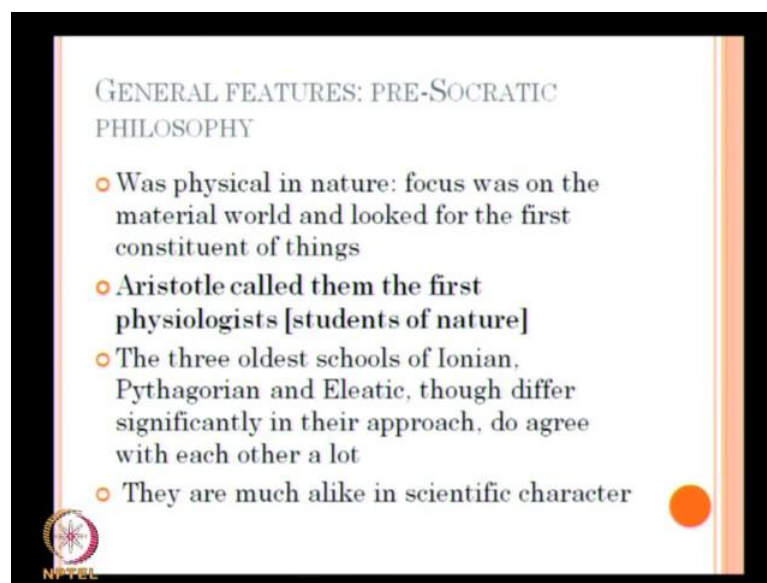 GENERAL FEATURES: PRE-SOCRATIC
PHILOSOPHY
Was physical in nature: focus was on the
material world and looked for the first
constituent of things
Aristotle called them the first
physiologists [students of nature]
The three oldest schools of Ionian,
Pythagorian and Eleatic, though differ
significantly in their approach, do agree
with each other a lot
They are much alike in scientific character
NPTEL